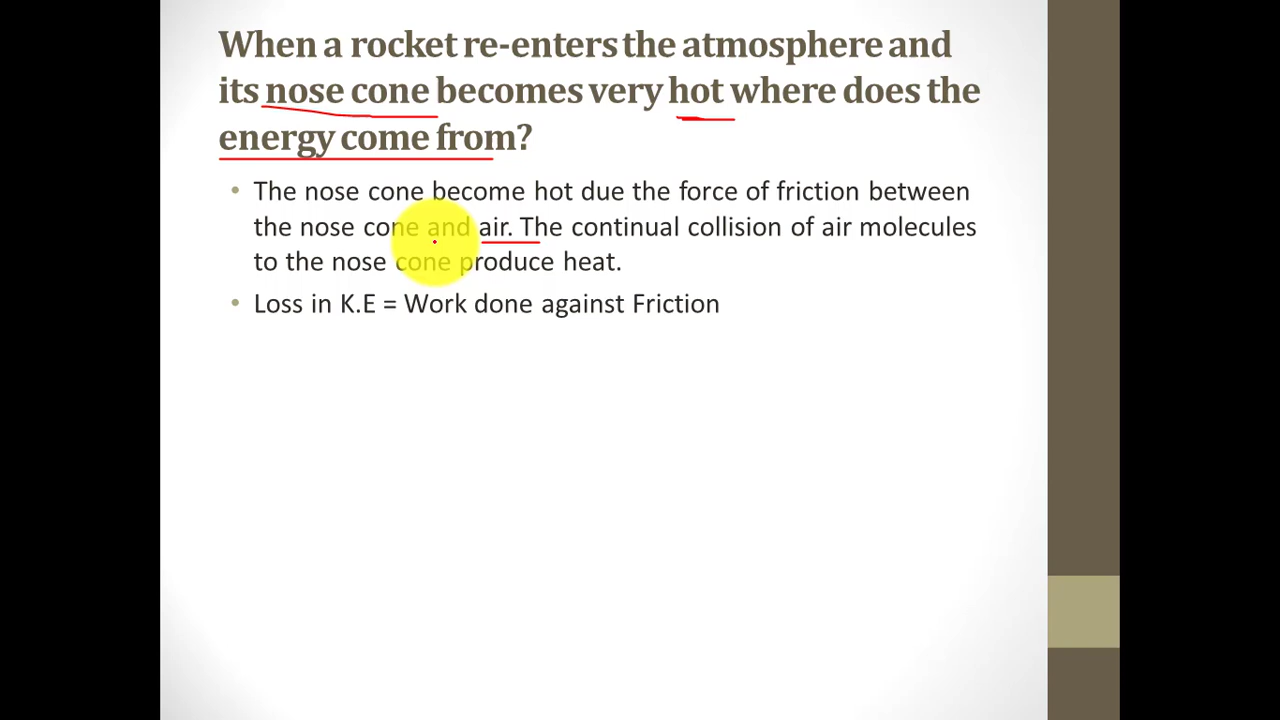 When a rocket re-enters the atmosphere and
its nose cone becomes very hot where does the
energy come from?
• The nose cone become hot due the force of friction between
the nose cone and air. The continual collision of air molecules
to the nose cone produce heat.
• Loss in K.E = Work done against Friction